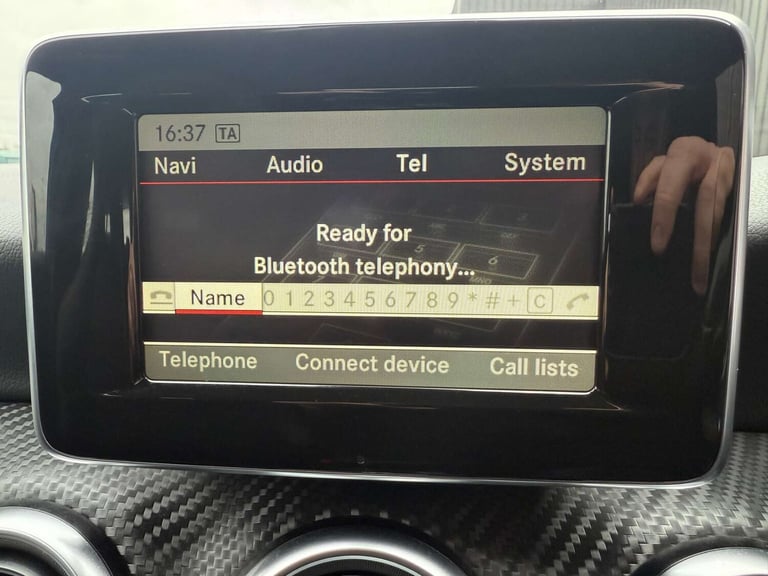 16:37 TA
Navi Audio Tel System
Ready for
Bluetooth telephony...
Name 0 1 2 3 4 5 6 7 8 9 * # + C
Telephone Connect device Call lists